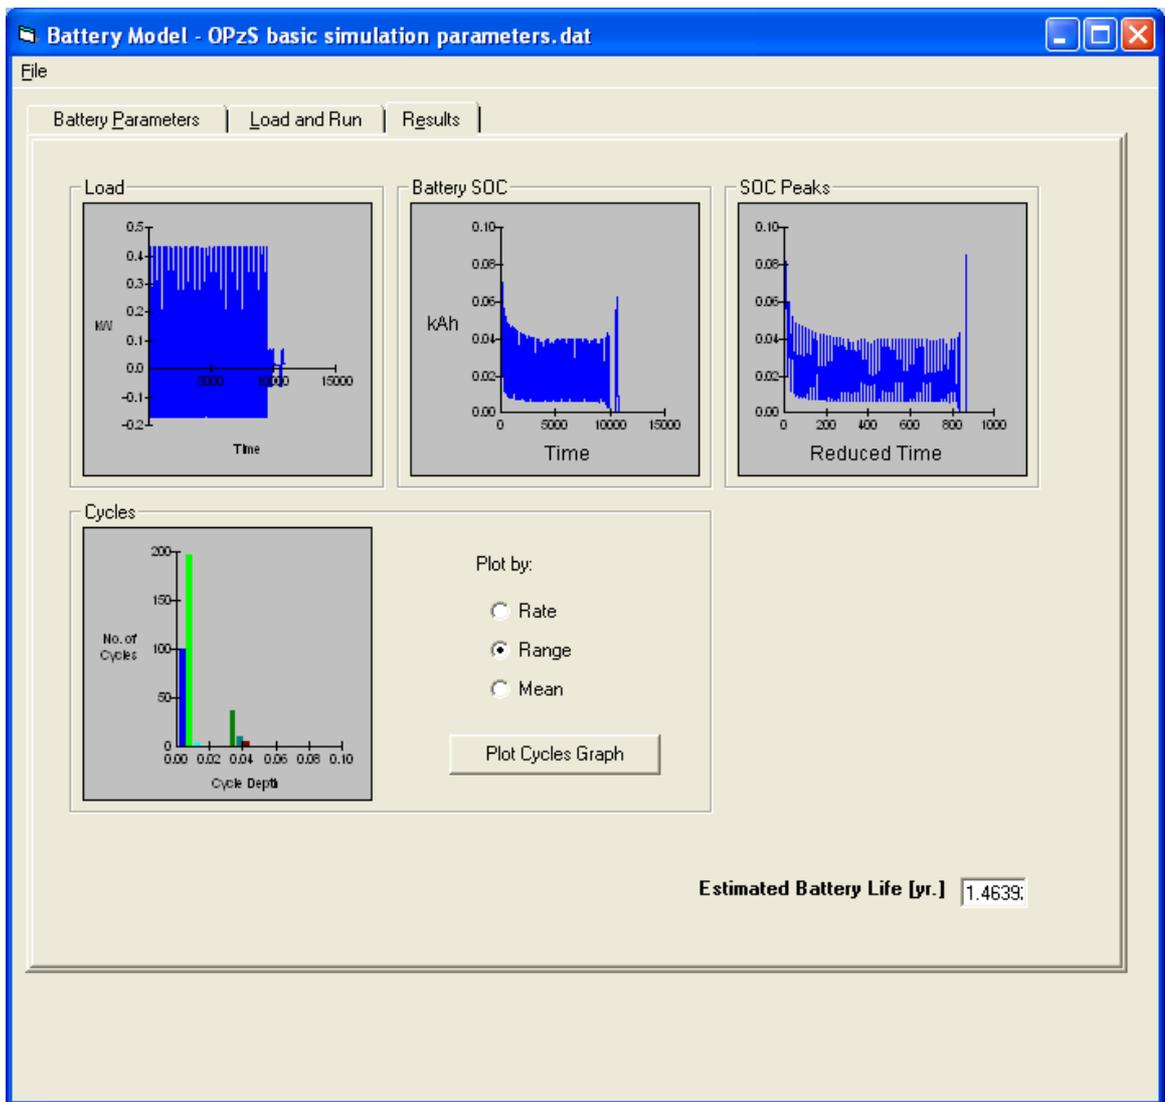 Battery Model - OPzS basic simulation parameters.dat
File
Battery Parameters
Load and Run
Results
Load
0.5
0.4
0.3
0.2
kW
0.1
0.0
5000 10000 15000
-0.1
-0.2
Time
Battery SOC
0.10
0.08
0.06
kAh
0.04
0.02
0.00
0 5000 10000 15000
Time
SOC Peaks
0.10
0.08
0.06
0.04
0.02
0.00
0 200 400 600 800 1000
Reduced Time
Cycles
200
150
No. of
Cycles
100
50
0
0.00 0.02 0.04 0.06 0.08 0.10
Cycle Depth
Plot by:
Rate
Range
Mean
Plot Cycles Graph
Estimated Battery Life [yr.]
1.4639